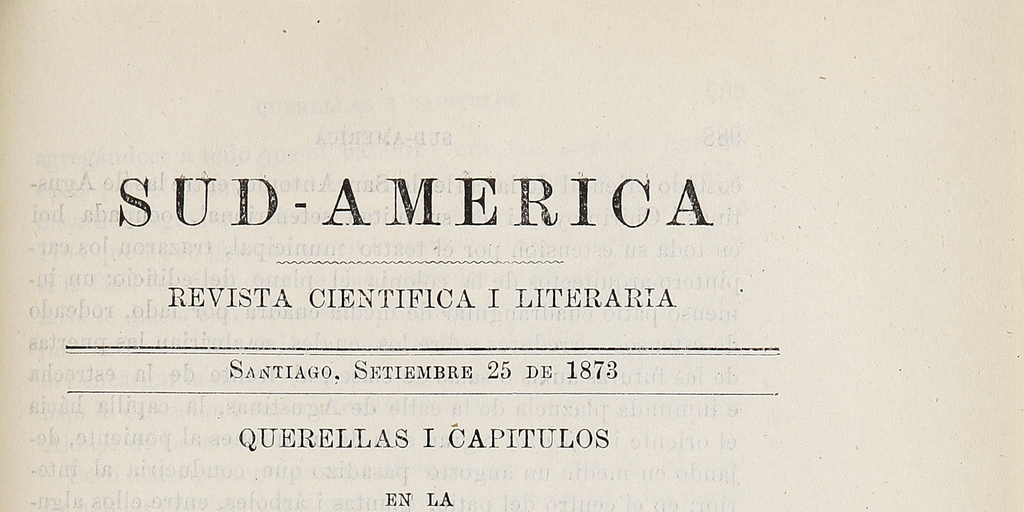 SUD-AMERICA
REVISTA CIENTIFICA I LITERARIA
SANTIAGO, SETIEMBRE 25 DE 1873
QUERELLAS I CAPITULOS
EN LA